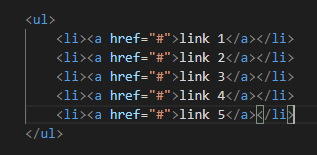 <ul>
<li><a href="#">link 1</a></li>
<li><a href="#">link 2</a></li>
<li><a href="#">link 3</a></li>
<li><a href="#">link 4</a></li>
<li><a href="#">link 5</a></li>
</ul>